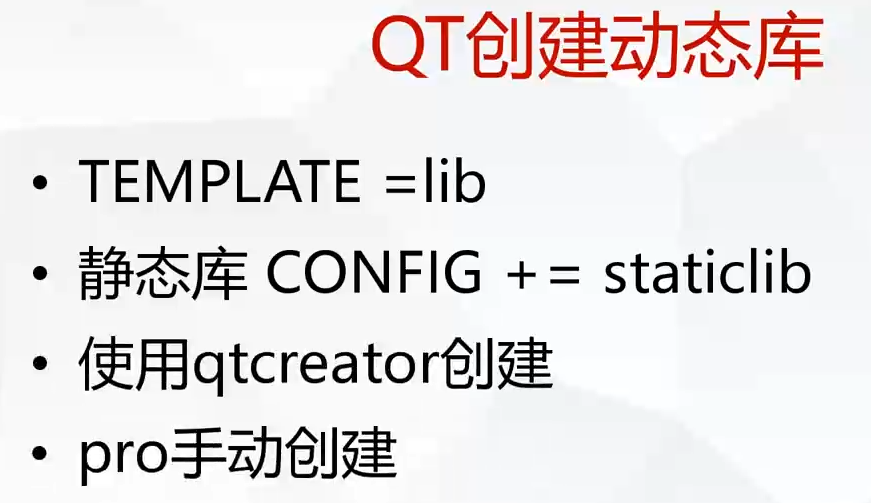 QT创建动态库
• TEMPLATE =lib
• 静态库 CONFIG += staticlib
• 使用qtcreator创建
• pro手动创建